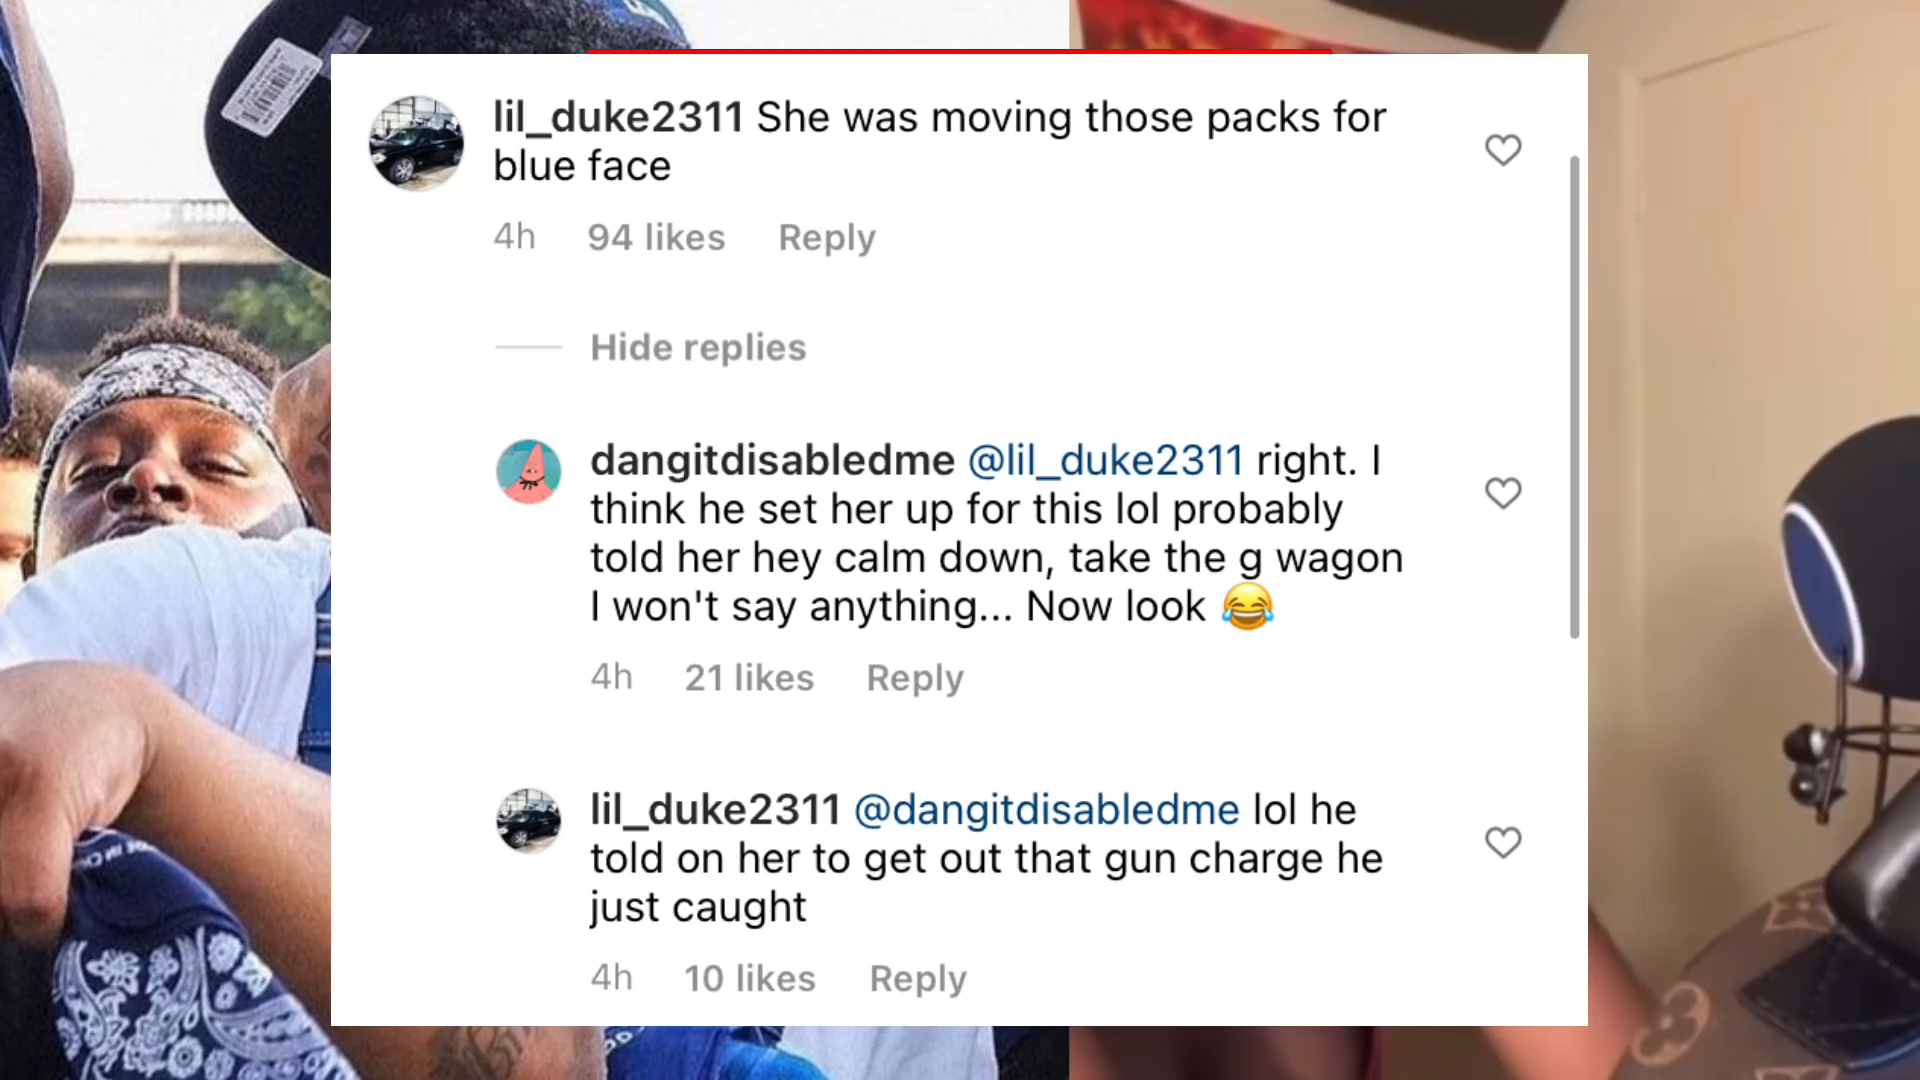 lil_duke2311 She was moving those packs for
blue face
4h 94 likes Reply
Hide replies
dangitdisabledme @lil_duke2311 right. I
think he set her up for this lol probably
told her hey calm down, take the g wagon
I won't say anything... Now look 😂
4h 21 likes Reply
lil_duke2311 @dangitdisabledme lol he
told on her to get out that gun charge he
just caught
4h 10 likes Reply